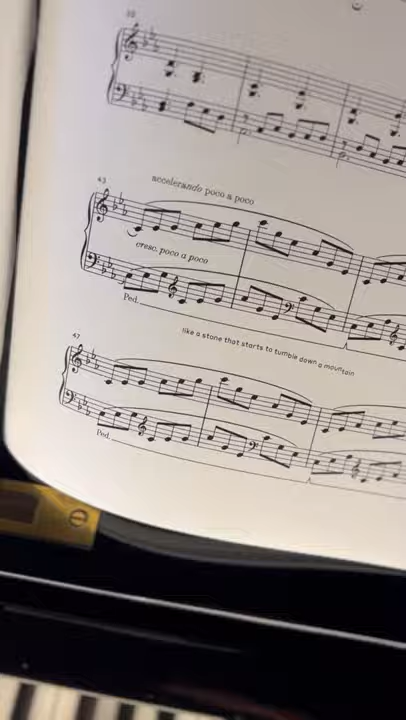 43
accelerando poco a poco
cresc. poco a poco
Ped.
47
like a stone that starts to tumble down a mountain
Ped.